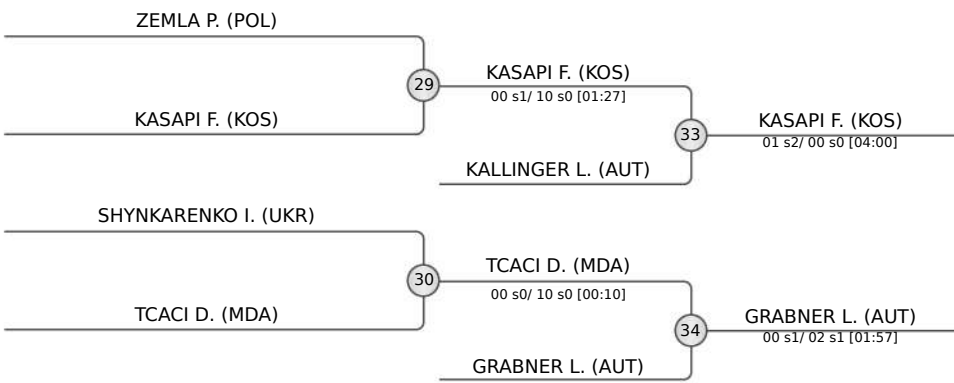 ZEMLA P. (POL)
29
KASAPI F. (KOS)
00 s1/ 10 s0 [01:27]
KASAPI F. (KOS)
33
KASAPI F. (KOS)
01 s2/ 00 s0 [04:00]
KALLINGER L. (AUT)
SHYNKARENKO I. (UKR)
30
TCACI D. (MDA)
00 s0/ 10 s0 [00:10]
TCACI D. (MDA)
34
GRABNER L. (AUT)
00 s1/ 02 s1 [01:57]
GRABNER L. (AUT)